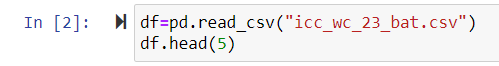 In [2]:
df=pd.read_csv("icc_wc_23_bat.csv")
df.head(5)